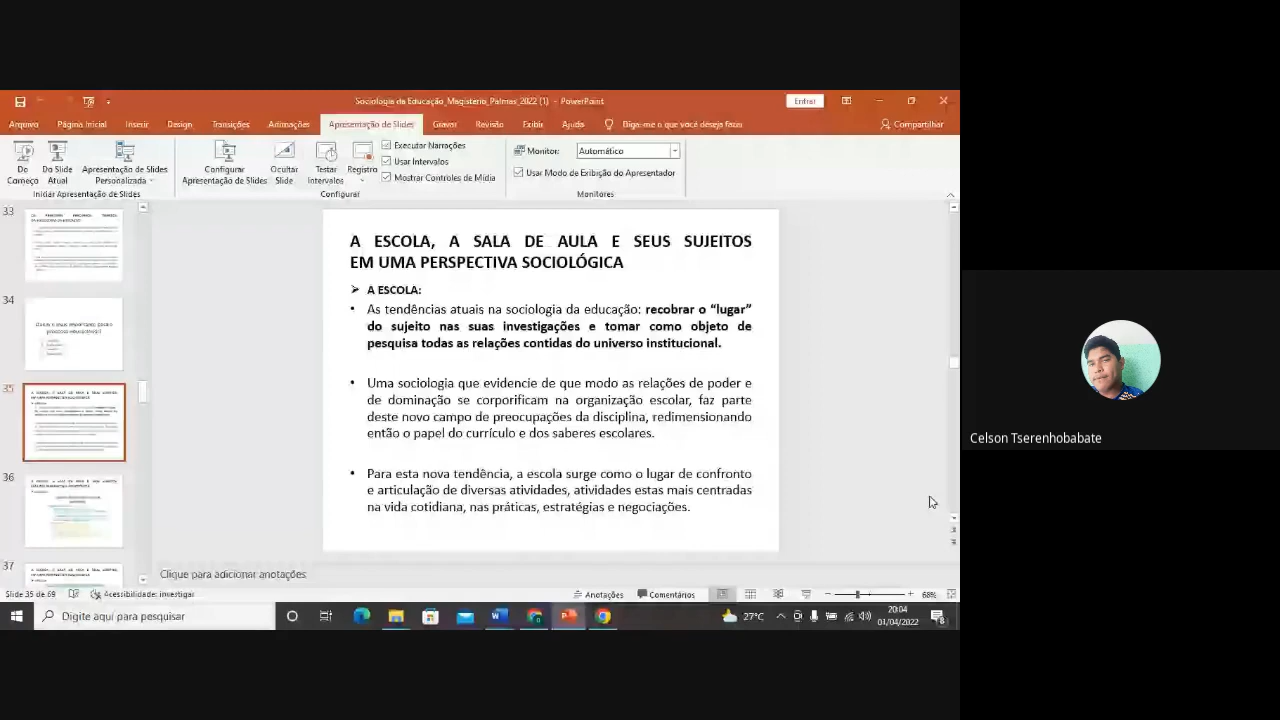 Sociologia da Educação_Magisterio_Palmas_2022 (1) - PowerPoint
Entrar
Arquivo Página Inicial Inserir Design Transições Animações Apresentação de Slides Gravar Revisão Exibir Ajuda Diga-me o que você deseja fazer Compartilhar
Do Começo
Do Slide Atual
Apresentação de Slides Personalizada
Configurar Apresentação de Slides
Ocultar Slide
Testar Intervalos
Registro
Executar Narrações
Usar Intervalos
Mostrar Controles de Mídia
Monitor: Automático
Usar Modo de Exibição do Apresentador
Iniciar Apresentação de Slides
Configurar
Monitores
33
34
35
36
37
A ESCOLA, A SALA DE AULA E SEUS SUJEITOS
EM UMA PERSPECTIVA SOCIOLÓGICA
➢ A ESCOLA:
• As tendências atuais na sociologia da educação: recobrar o “lugar”
do sujeito nas suas investigações e tomar como objeto de
pesquisa todas as relações contidas do universo institucional.
• Uma sociologia que evidencie de que modo as relações de poder e
de dominação se corporificam na organização escolar, faz parte
deste novo campo de preocupações da disciplina, redimensionando
então o papel do currículo e dos saberes escolares.
• Para esta nova tendência, a escola surge como o lugar de confronto
e articulação de diversas atividades, atividades estas mais centradas
na vida cotidiana, nas práticas, estratégias e negociações.
Clique para adicionar anotações
Slide 35 de 69 Acessibilidade: investigar Anotações Comentários 68%
Digite aqui para pesquisar
27°C
20:04
01/04/2022
Celson Tserenhobabate